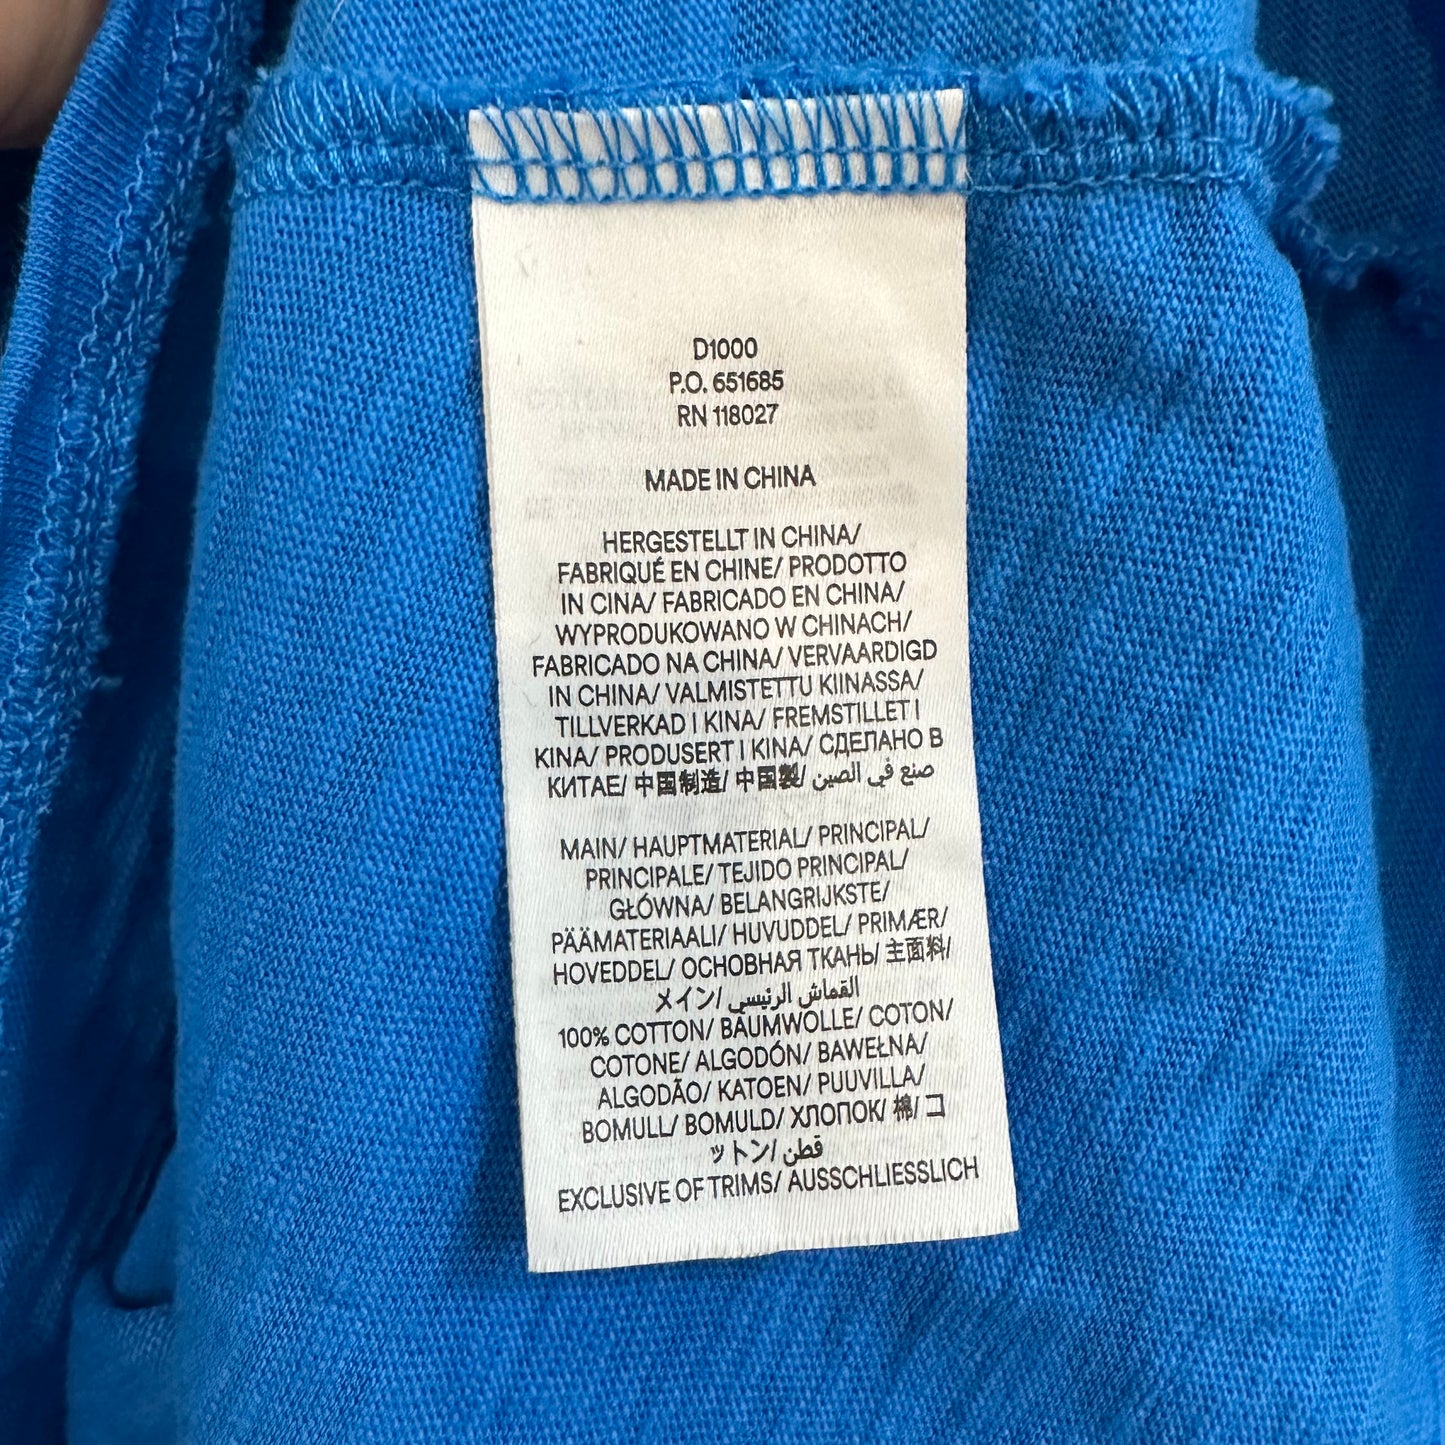 D1000
P.O. 651685
RN 118027
MADE IN CHINA
HERGESTELLT IN CHINA/
FABRIQUÉ EN CHINE/ PRODOTTO
IN CINA/ FABRICADO EN CHINA/
WYPRODUKOWANO W CHINACH/
FABRICADO NA CHINA/ VERVAARDIGD
IN CHINA/ VALMISTETTU KIINASSA/
TILLVERKAD I KINA/ FREMSTILLET I
KINA/ PRODUSERT I KINA/ СДЕЛАНО В
КИТАЕ/ 中国制造/ 中国製/ صنع في الصين
MAIN/ HAUPTMATERIAL/ PRINCIPAL/
PRINCIPALE/ TEJIDO PRINCIPAL/
GŁÓWNA/ BELANGRIJKSTE/
PÄÄMATERIAALI/ HUVUDDEL/ PRIMÆR/
HOVEDDEL/ ОСНОВНАЯ ТКАНЬ/ 主面料/
メイン/ القماش الرئيسي
100% COTTON/ BAUMWOLLE/ COTON/
COTONE/ ALGODÓN/ BAWEŁNA/
ALGODÃO/ KATOEN/ PUUVILLA/
BOMULL/ BOMULD/ ХЛОПОК/ 棉/ コ
ットン/ قطن
EXCLUSIVE OF TRIMS/ AUSSCHLIESSLICH